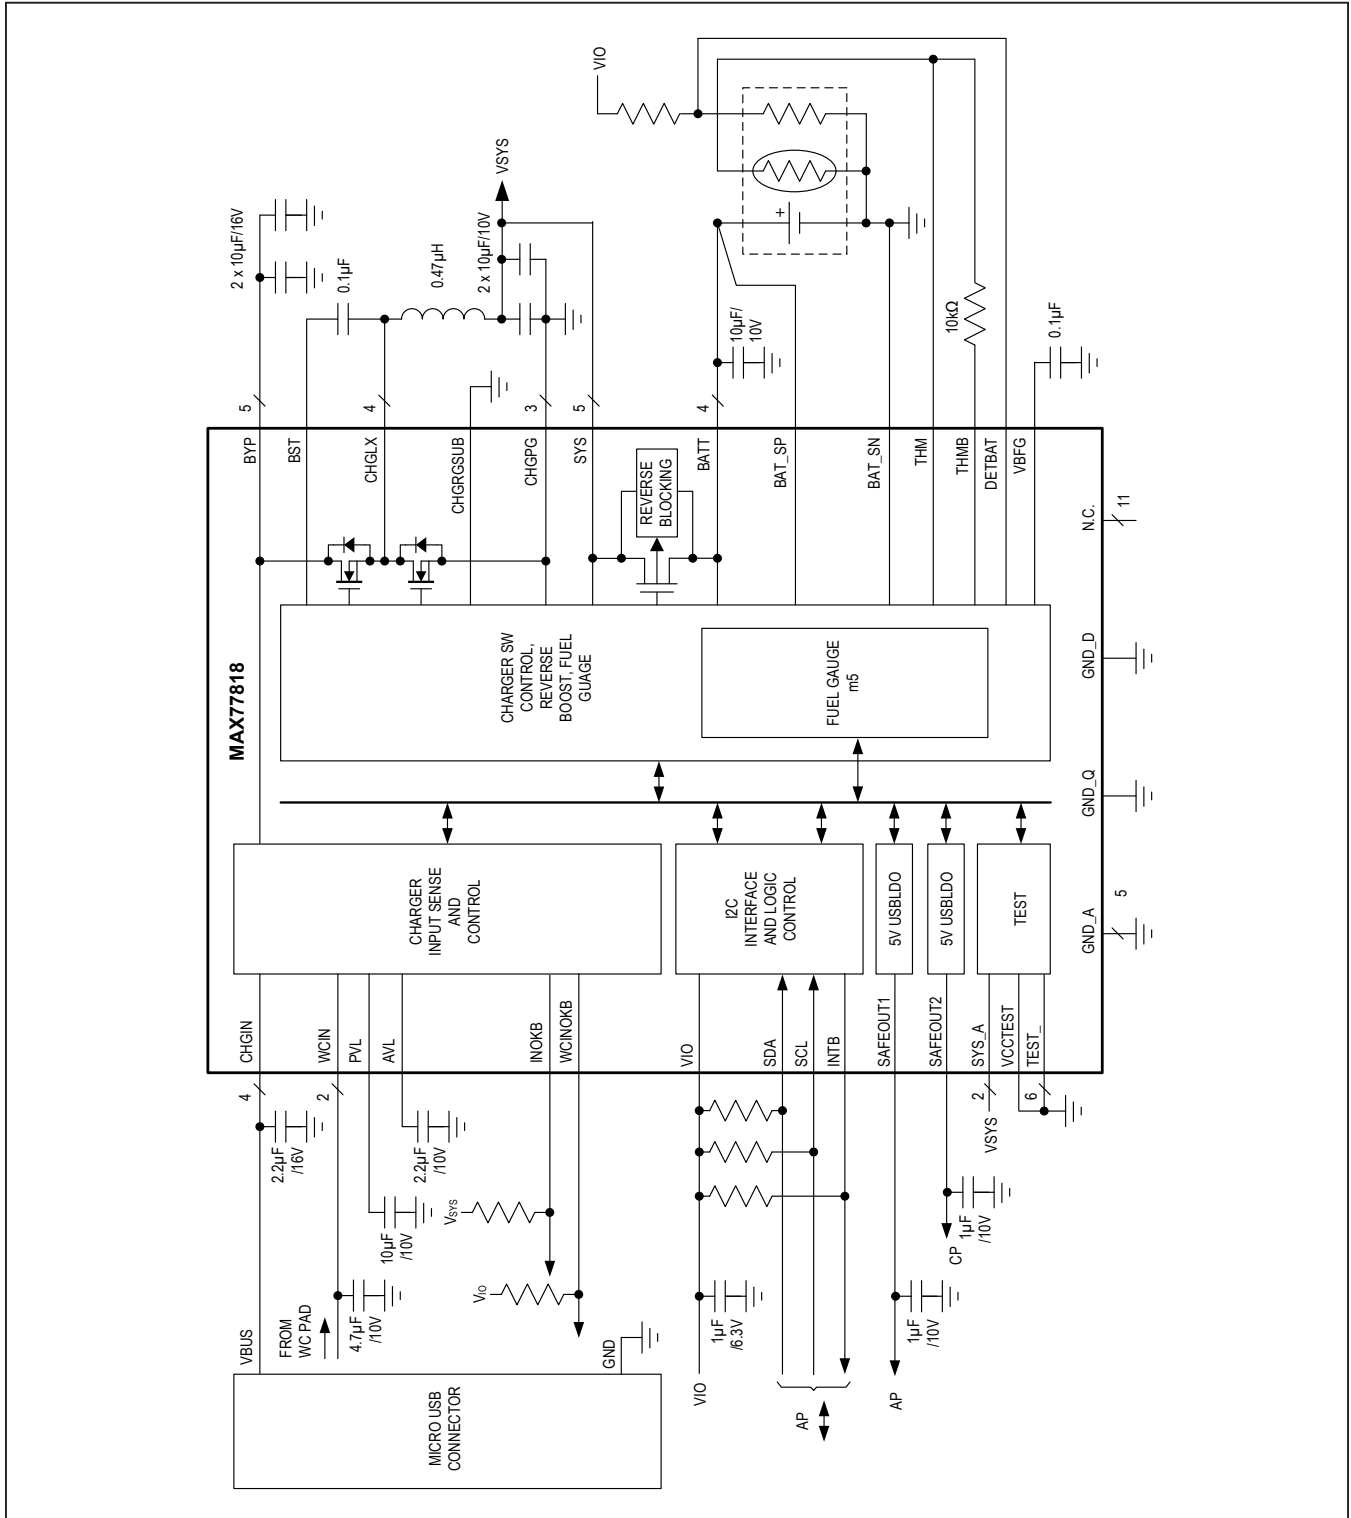 MAX77818
MICRO USB
CONNECTOR
VBUS
GND
FROM
WC PAD
4.7µF
/10V
10µF
/10V
2.2µF
/16V
2.2µF
/10V
VSYS
VIO
4
2
CHGIN
WCIN
PVL
AVL
INOKB
WCINOKB
CHARGER
INPUT SENSE
AND
CONTROL
VIO
1µF
/6.3V
AP
VIO
SDA
SCL
INTB
I2C
INTERFACE
AND LOGIC
CONTROL
AP
1µF
/10V
SAFEOUT1
5V USBLDO
CP
1µF
/10V
SAFEOUT2
5V USBLDO
VSYS
2
6
SYS_A
VCCTEST
TEST_
TEST
GND_A
5
GND_Q
GND_D
N.C.
11
CHARGER SW
CONTROL,
REVERSE
BOOST, FUEL
GUAGE
FUEL GAUGE
m5
REVERSE
BLOCKING
BYP
BST
CHGLX
CHGRGSUB
CHGPG
SYS
BATT
BAT_SP
BAT_SN
THM
THMB
DETBAT
VBFG
5
4
3
5
4
2 x 10µF/16V
0.1µF
0.47µH
2 x 10µF/10V
VSYS
10µF/
10V
VIO
+
10kΩ
0.1µF